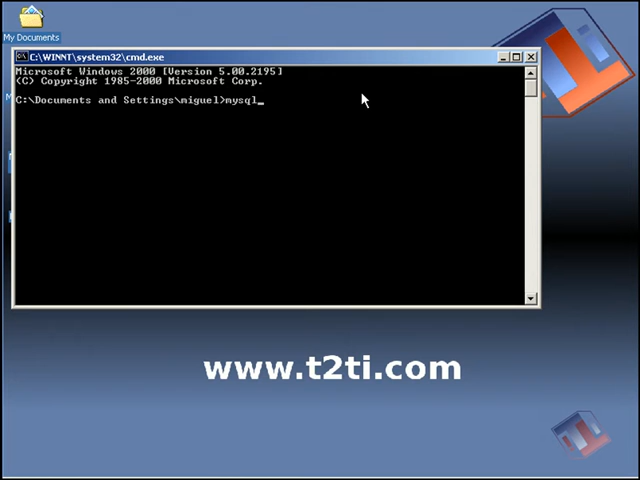 My Documents
C:\WINNT\system32\cmd.exe
Microsoft Windows 2000 [Version 5.00.2195]
(C) Copyright 1985-2000 Microsoft Corp.
C:\Documents and Settings\miguel>mysql_
www.t2ti.com